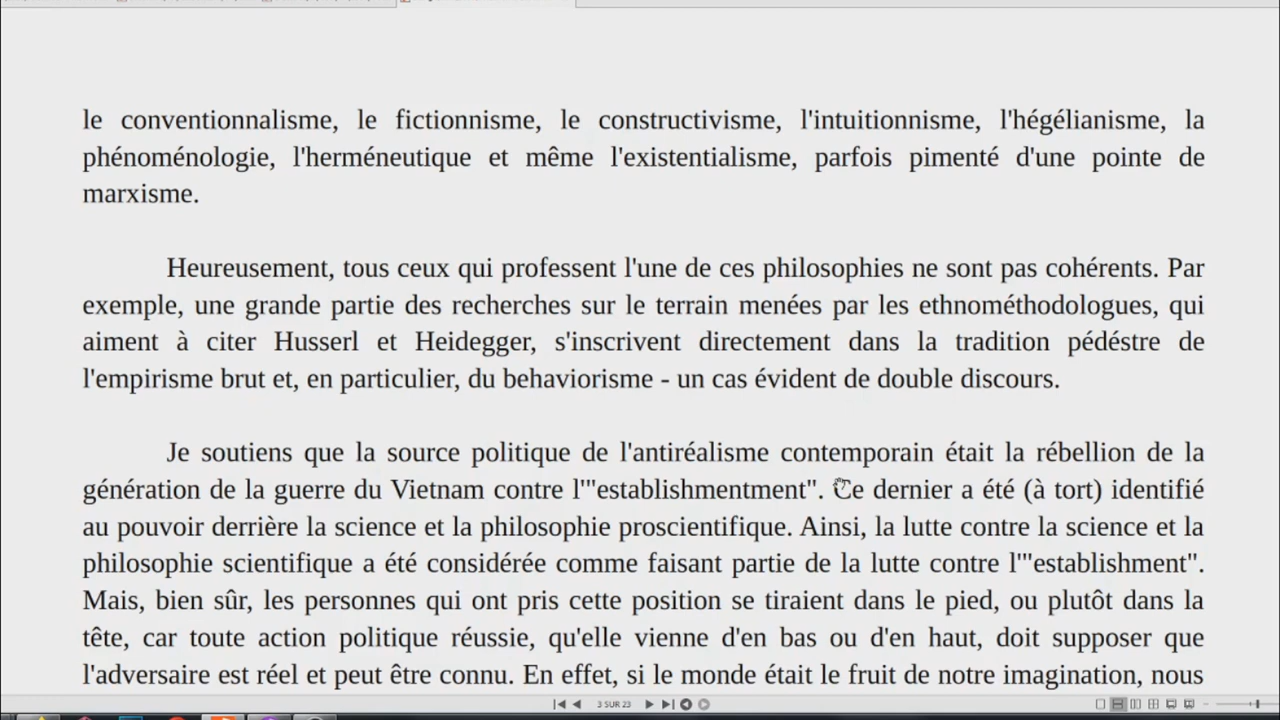 le conventionnalisme, le fictionnisme, le constructivisme, l'intuitionnisme, l'hégélianisme, la
phénoménologie, l'herméneutique et même l'existentialisme, parfois pimenté d'une pointe de
marxisme.
Heureusement, tous ceux qui professent l'une de ces philosophies ne sont pas cohérents. Par
exemple, une grande partie des recherches sur le terrain menées par les ethnométhodologues, qui
aiment à citer Husserl et Heidegger, s'inscrivent directement dans la tradition pédéstre de
l'empirisme brut et, en particulier, du behaviorisme - un cas évident de double discours.
Je soutiens que la source politique de l'antiréalisme contemporain était la rébellion de la
génération de la guerre du Vietnam contre l'"establishmentment". Ce dernier a été (à tort) identifié
au pouvoir derrière la science et la philosophie proscientifique. Ainsi, la lutte contre la science et la
philosophie scientifique a été considérée comme faisant partie de la lutte contre l'"establishment".
Mais, bien sûr, les personnes qui ont pris cette position se tiraient dans le pied, ou plutôt dans la
tête, car toute action politique réussie, qu'elle vienne d'en bas ou d'en haut, doit supposer que
l'adversaire est réel et peut être connu. En effet, si le monde était le fruit de notre imagination, nous
3 SUR 23